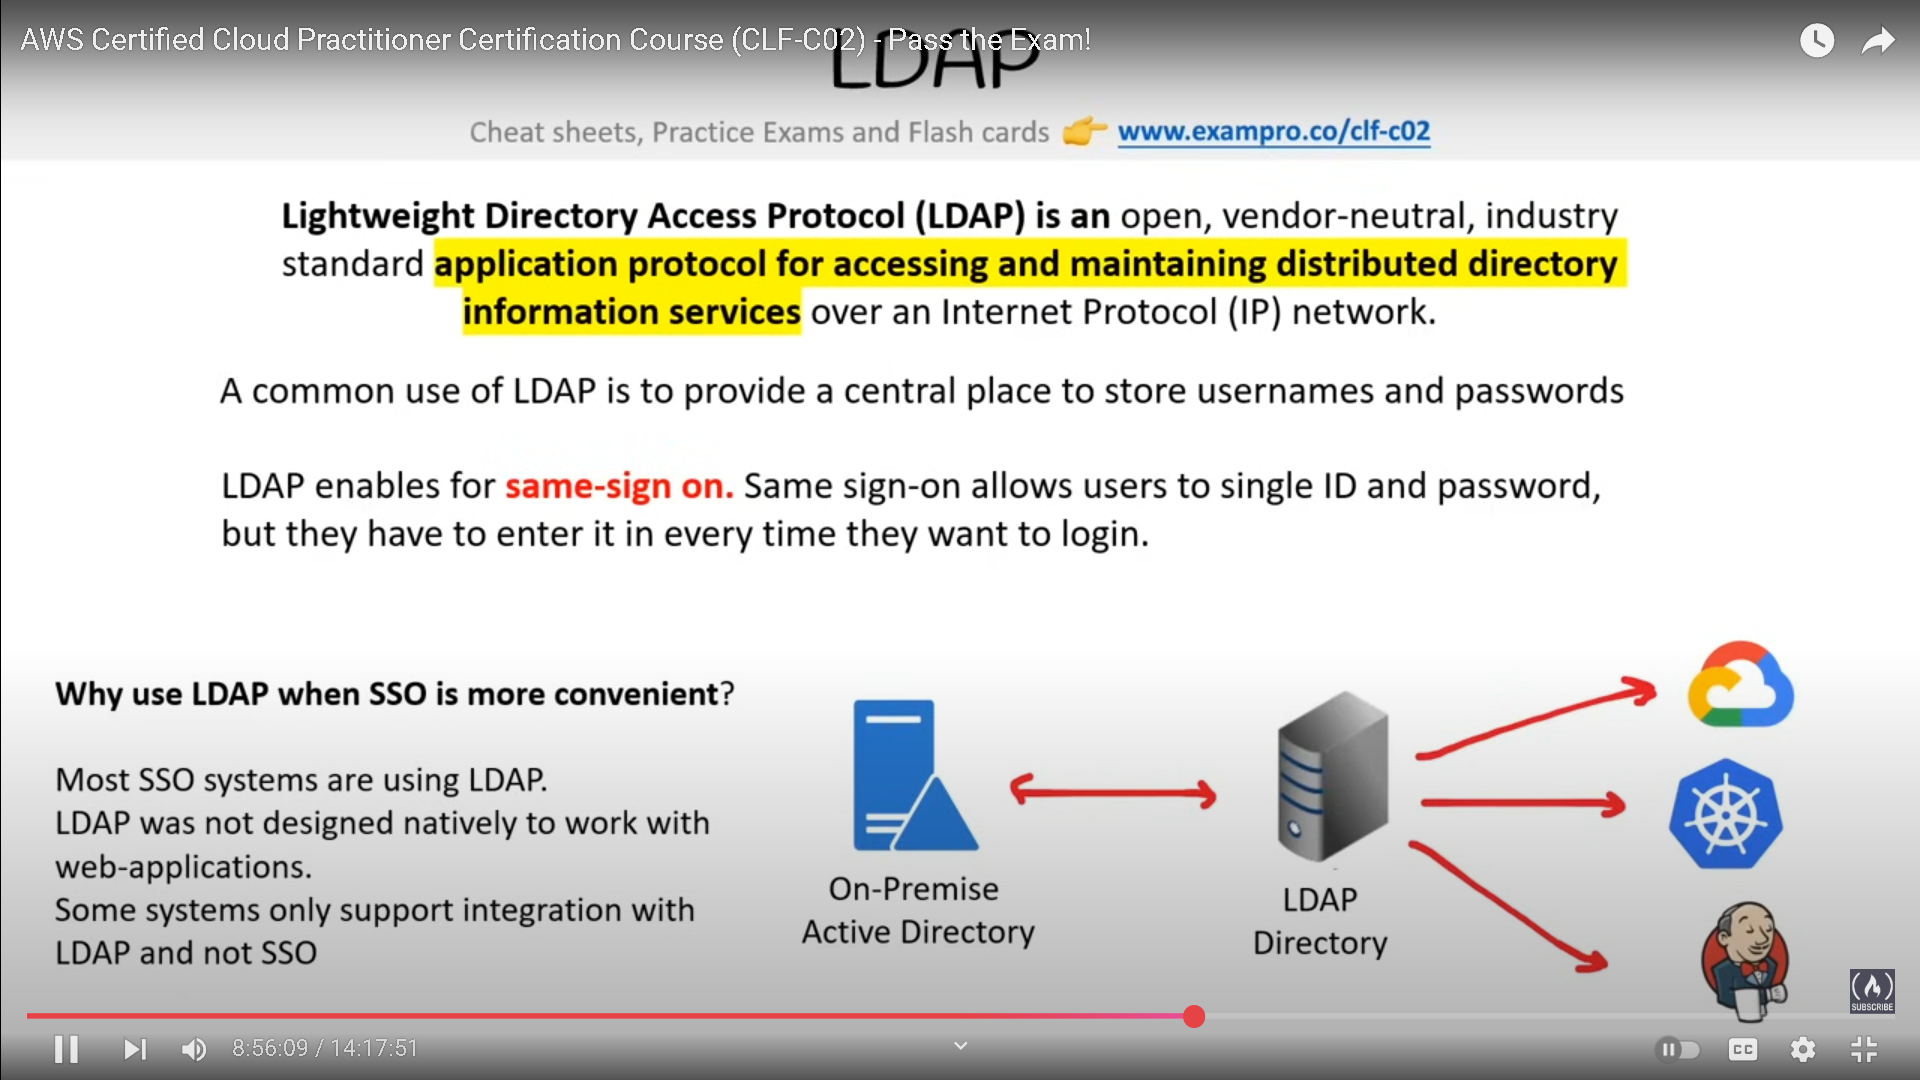 AWS Certified Cloud Practitioner Certification Course (CLF-C02) - Pass the Exam!
LDAP
Cheat sheets, Practice Exams and Flash cards 👉 www.exampro.co/clf-c02
Lightweight Directory Access Protocol (LDAP) is an open, vendor-neutral, industry
standard application protocol for accessing and maintaining distributed directory
information services over an Internet Protocol (IP) network.
A common use of LDAP is to provide a central place to store usernames and passwords
LDAP enables for same-sign on. Same sign-on allows users to single ID and password,
but they have to enter it in every time they want to login.
Why use LDAP when SSO is more convenient?
Most SSO systems are using LDAP.
LDAP was not designed natively to work with
web-applications.
Some systems only support integration with
LDAP and not SSO
On-Premise
Active Directory
LDAP
Directory
SUBSCRIBE
8:56:09 / 14:17:51
CC